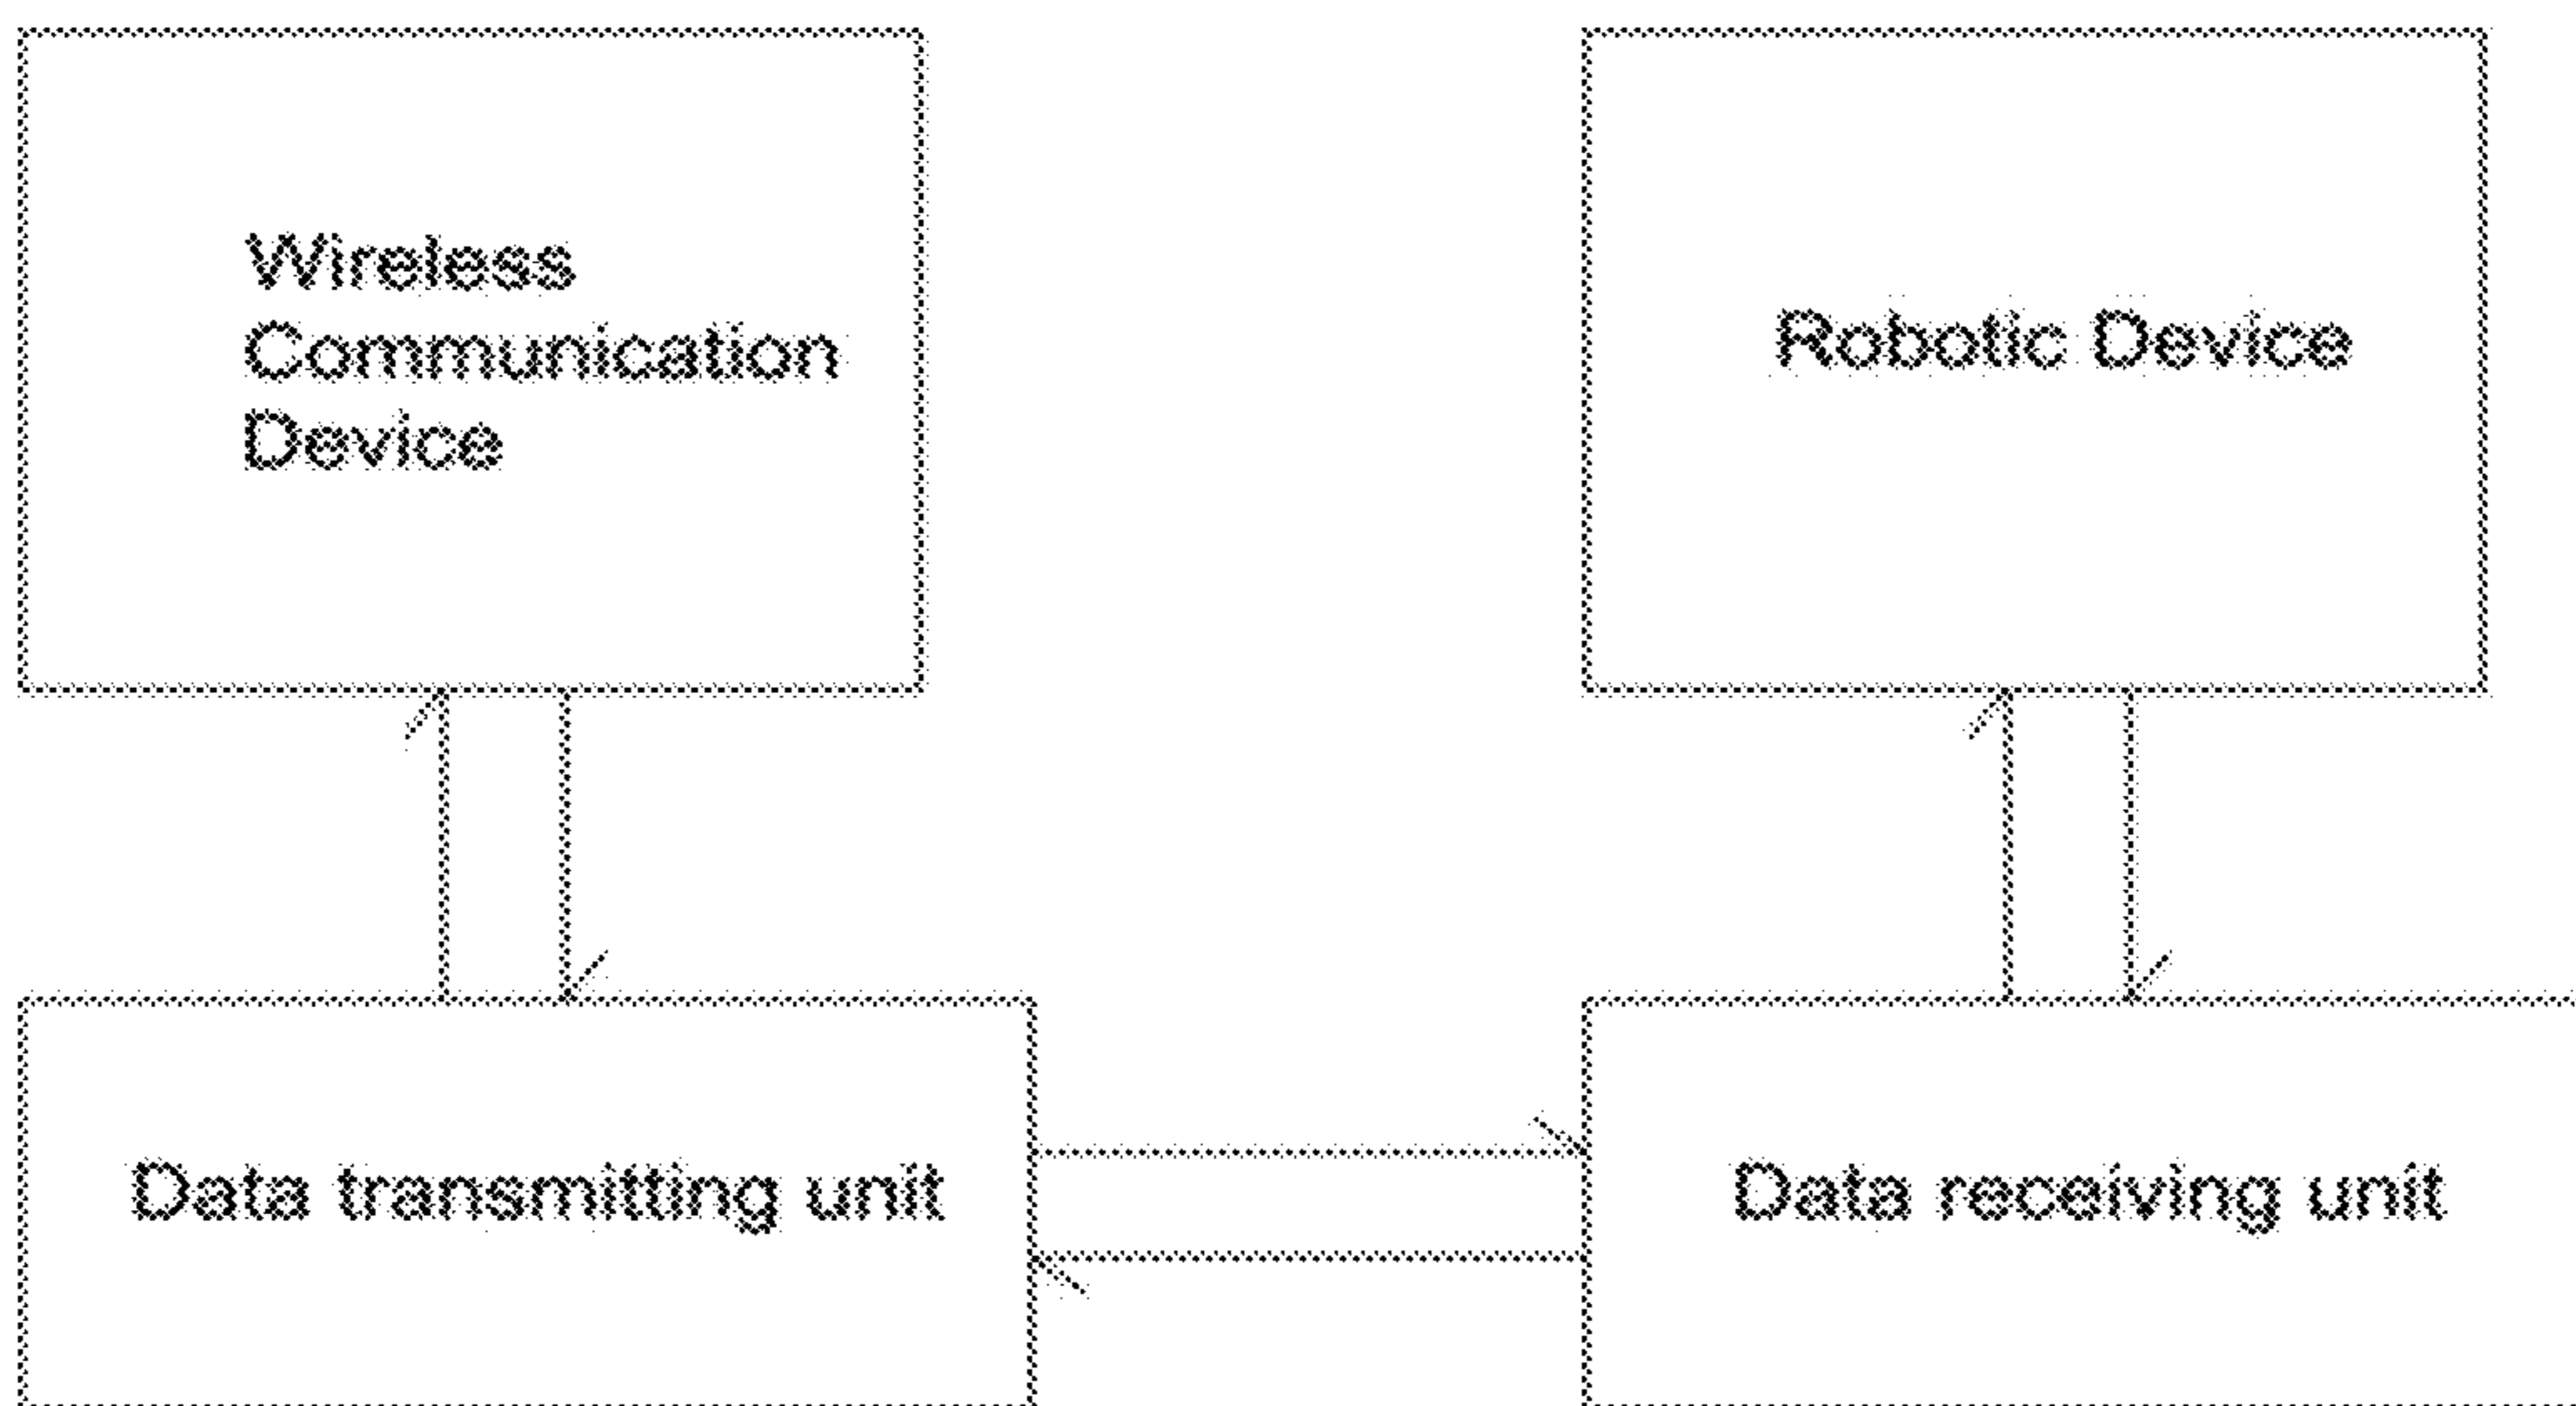 Wireless
Communication
Device
Robotic Device
Data transmitting unit
Data receiving unit